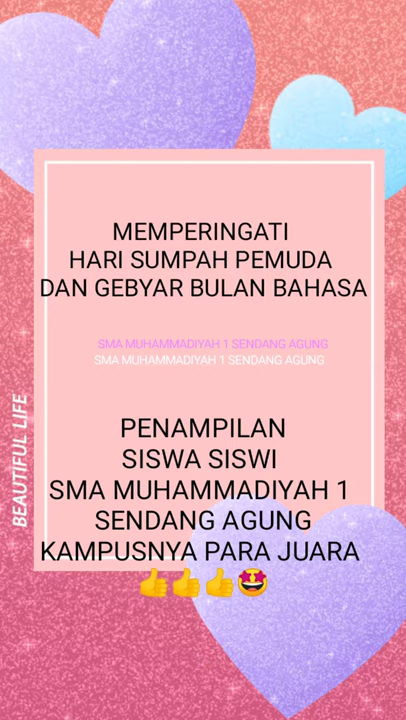 MEMPERINGATI
HARI SUMPAH PEMUDA
DAN GEBYAR BULAN BAHASA
SMA MUHAMMADIYAH 1 SENDANG AGUNG
SMA MUHAMMADIYAH 1 SENDANG AGUNG
BEAUTIFUL LIFE
PENAMPILAN
SISWA SISWI
SMA MUHAMMADIYAH 1
SENDANG AGUNG
KAMPUSNYA PARA JUARA
👍👍👍🤩